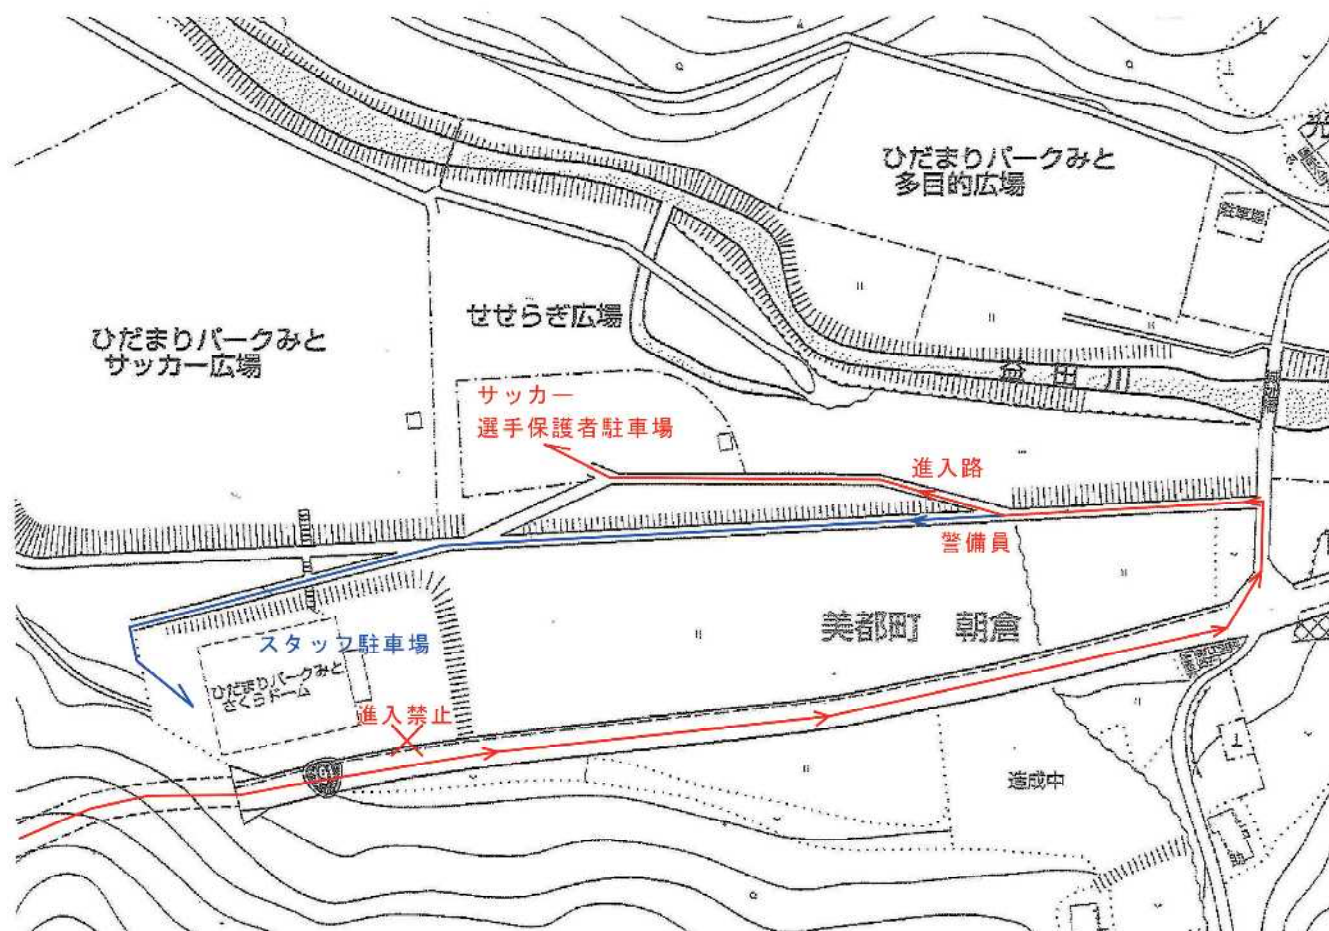 ひだまりパークみと
多目的広場
駐車場
せせらぎ広場
ひだまりパークみと
サッカー広場
益田川
サッカー
選手保護者駐車場
進入路
警備員
美都町 朝倉
スタッフ駐車場
ひだまりパークみと
さくらドーム
進入禁止
191
造成中